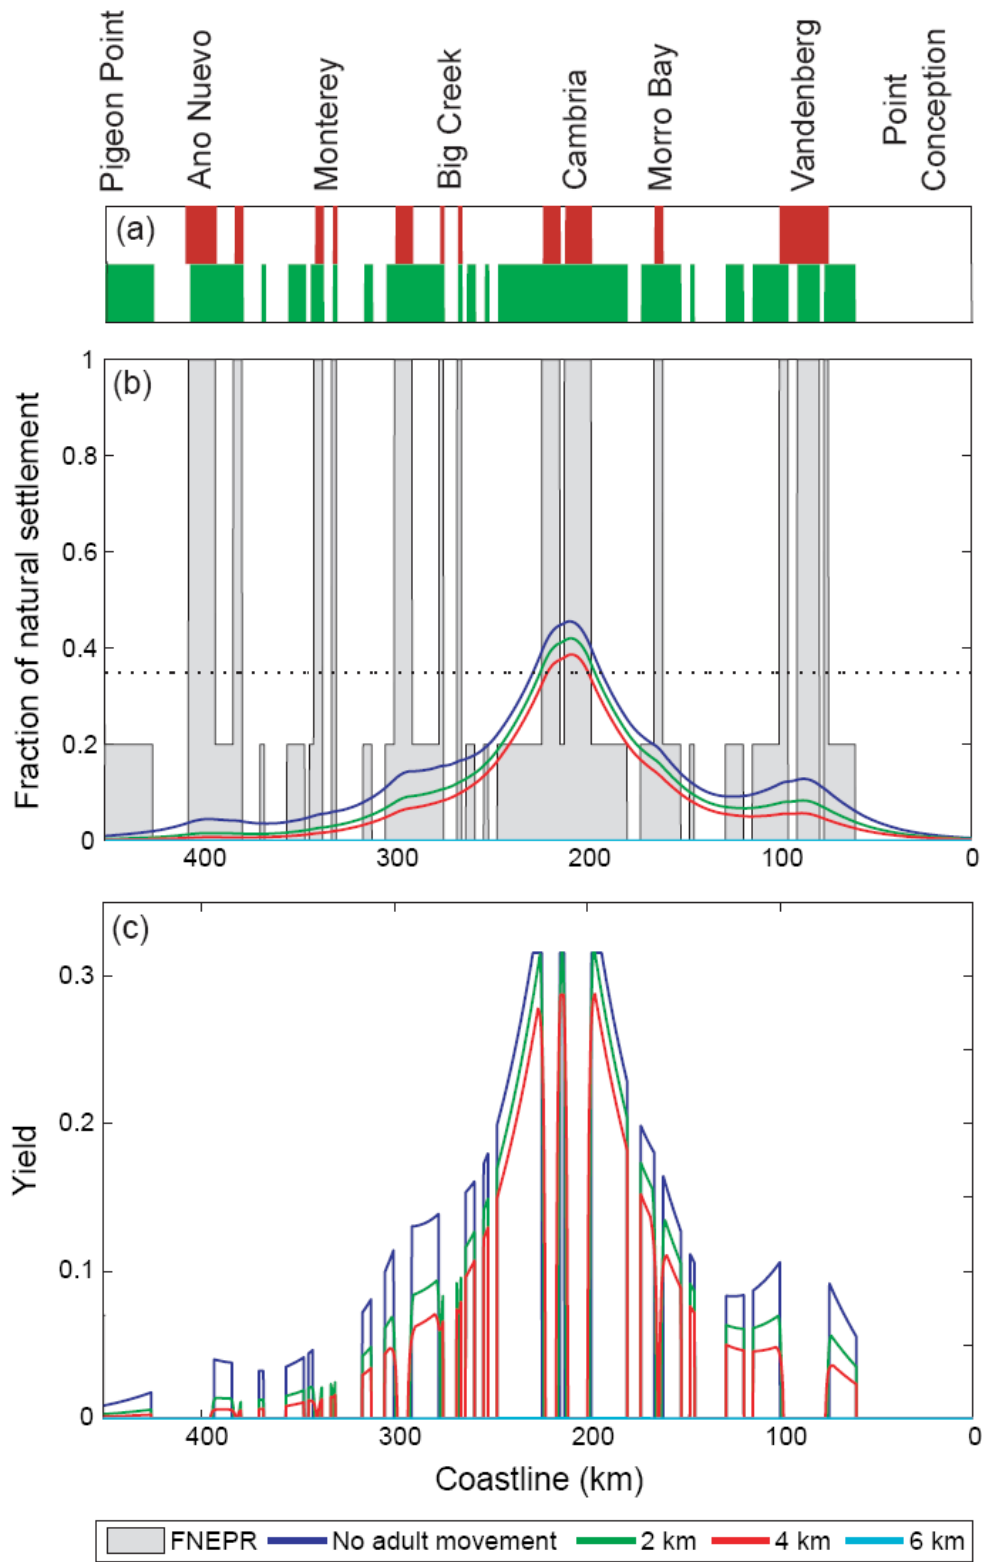 Pigeon Point
Ano Nuevo
Monterey
Big Creek
Cambria
Morro Bay
Vandenberg
Point
Conception
(a)
(b)
1
0.8
0.6
0.4
0.2
0
Fraction of natural settlement
400
300
200
100
0
(c)
0.3
0.2
0.1
0
Yield
400
300
200
100
0
Coastline (km)
FNEPR No adult movement 2 km 4 km 6 km